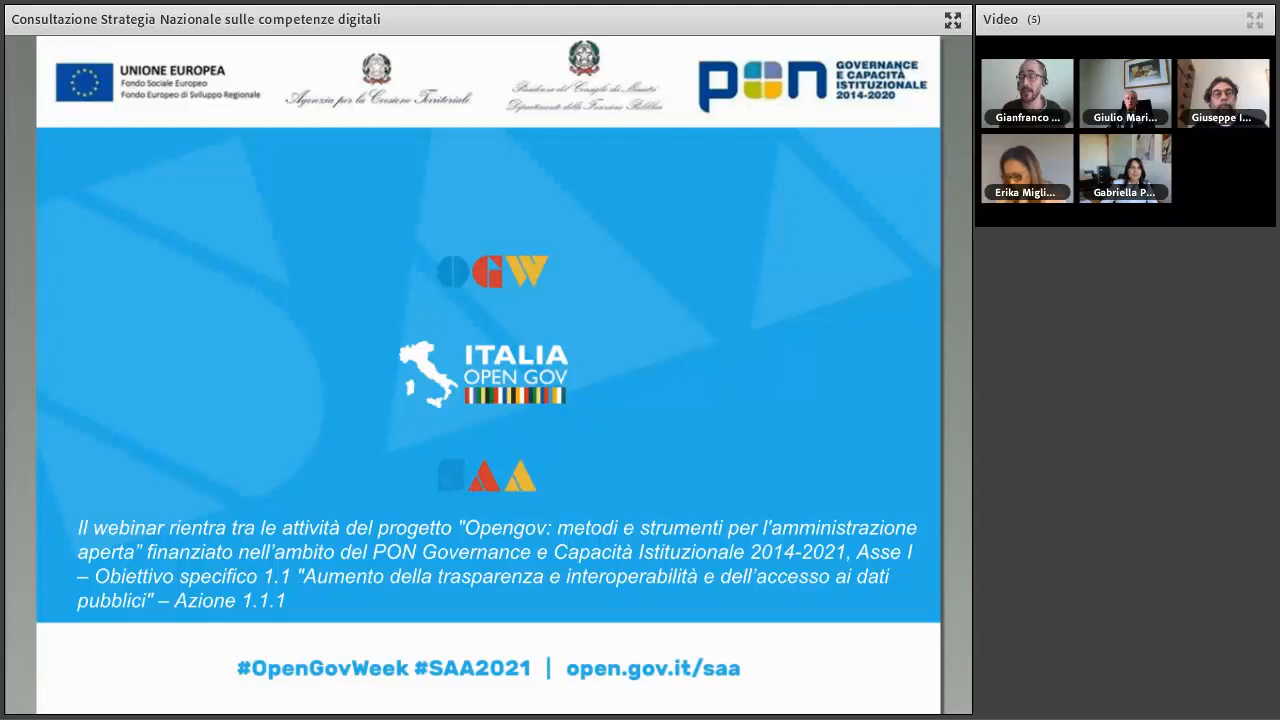 Consultazione Strategia Nazionale sulle competenze digitali
Video (5)
UNIONE EUROPEA
Fondo Sociale Europeo
Fondo Europeo di Sviluppo Regionale
Agenzia per la Coesione Territoriale
Presidenza del Consiglio dei Ministri
Dipartimento della Funzione Pubblica
pon
GOVERNANCE
E CAPACITÀ
ISTITUZIONALE
2014-2020
Gianfranco ...
Giulio Mari...
Giuseppe I...
Erika Migli...
Gabriella P...
OGW
ITALIA
OPEN GOV
SAA
Il webinar rientra tra le attività del progetto "Opengov: metodi e strumenti per l'amministrazione
aperta” finanziato nell’ambito del PON Governance e Capacità Istituzionale 2014-2021, Asse I
– Obiettivo specifico 1.1 "Aumento della trasparenza e interoperabilità e dell’accesso ai dati
pubblici" – Azione 1.1.1
#OpenGovWeek #SAA2021 | open.gov.it/saa